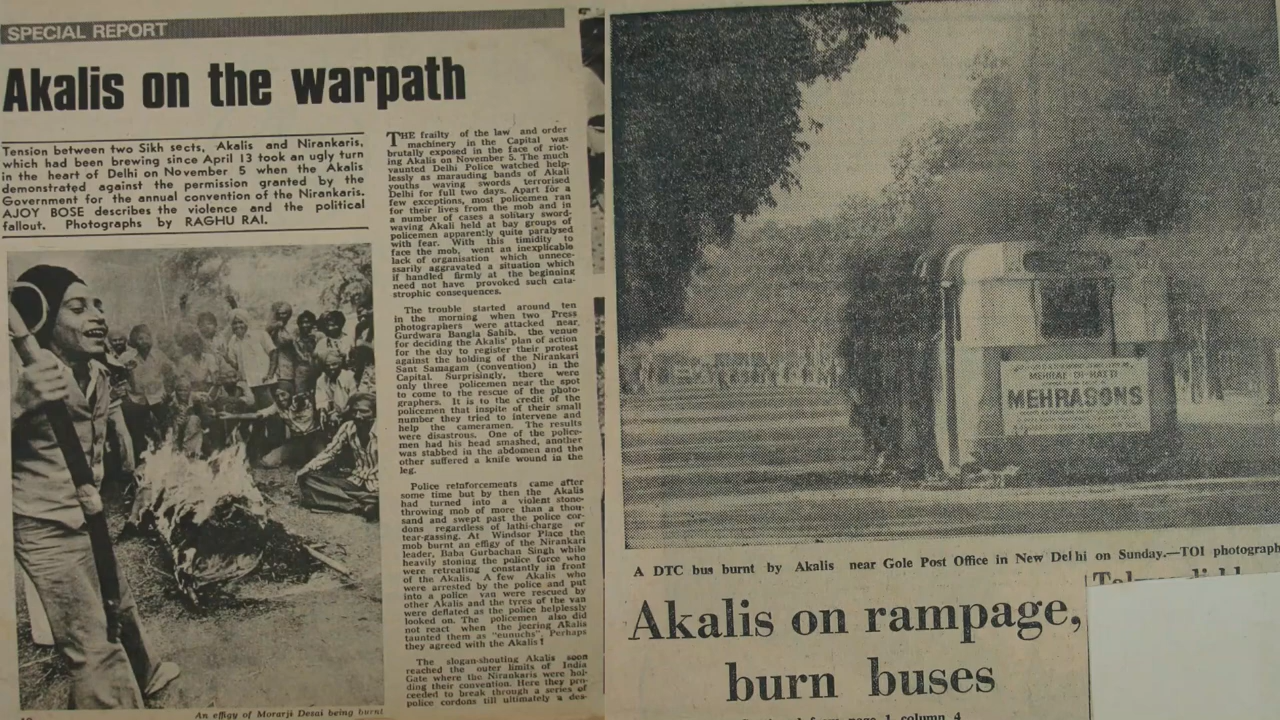 SPECIAL REPORT
Akalis on the warpath
Tension between two Sikh sects, Akalis and Nirankaris,
which had been brewing since April 13 took an ugly turn
in the heart of Delhi on November 5 when the Akalis
demonstrated against the permission granted by the
Government for the annual convention of the Nirankaris.
AJOY BOSE describes the violence and the political
fallout. Photographs by RAGHU RAI.
An effigy of Morarji Desai being burnt
THE frailty of the law and order
machinery in the Capital was
brutally exposed in the face of riot-
ing Akalis on November 5. The much
vaunted Delhi Police watched help-
lessly as marauding bands of Akali
youths waving swords terrorised
Delhi for full two days. Apart for a
few exceptions, most policemen ran
for their lives from the mob and in
a number of cases a solitary sword-
waving Akali held at bay groups of
policemen apparently quite paralysed
with fear. With this timidity to
face the mob, went an inexplicable
lack of organisation which unnece-
ssarily aggravated a situation which
if handled firmly at the beginning
need not have provoked such cata-
strophic consequences.
The trouble started around ten
in the morning when two Press
photographers were attacked near
Gurdwara Bangla Sahib, the venue
for deciding the Akalis' plan of action
for the day to register their protest
against the holding of the Nirankari
Sant Samagam (convention) in the
Capital. Surprisingly, there were
only three policemen near the spot
to come to the rescue of the photo-
graphers. It is to the credit of the
policemen that inspite of their small
number they tried to intervene and
help the cameramen. The results
were disastrous. One of the police-
men had his head smashed, another
was stabbed in the abdomen and the
other suffered a knife wound in the
leg.
Police reinforcements came after
some time but by then the Akalis
had turned into a violent stone-
throwing mob of more than a thou-
sand and swept past the police cor-
dons regardless of lathi-charge or
tear-gassing. At Windsor Place the
mob burnt an effigy of the Nirankari
leader, Baba Gurbachan Singh while
heavily stoning the police force who
were retreating constantly in front
of the Akalis. A few Akalis who
were arrested by the police and put
into a police van were rescued by
other Akalis and the tyres of the van
were deflated as the police helplessly
looked on. The policemen also did
not react when the jeering Akalis
taunted them as "eunuchs". Perhaps
they agreed with the Akalis!
The slogan-shouting Akalis soon
reached the outer limits of India
Gate where the Nirankaris were hol-
ding their convention. Here they pro-
ceeded to break through a series of
police cordons till ultimately a des-
MEHRASONS
A DTC bus burnt by Akalis near Gole Post Office in New Delhi on Sunday.—TOI photograph
Akalis on rampage,
burn buses
from page 1 column 4